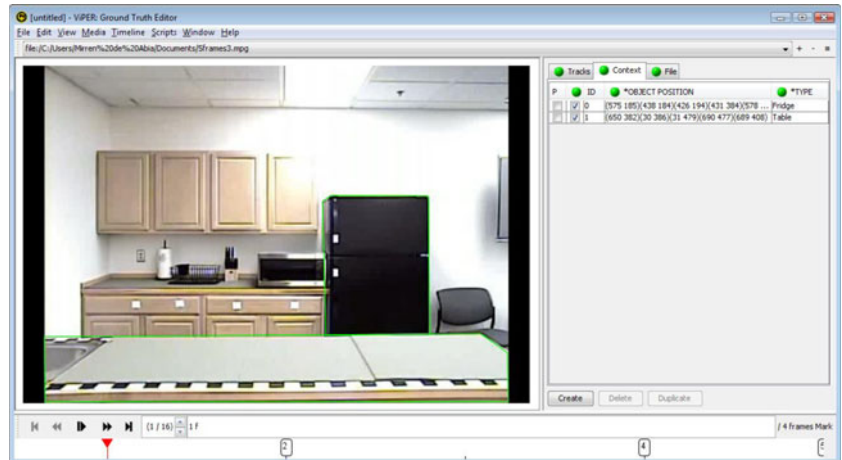 [untitled] - ViPER: Ground Truth Editor
File Edit View Media Timeline Scripts Window Help
file:/C:/Users/Mirren%20de%20Abia/Documents/5frames3.mpg
Tracks Context File
P ID *OBJECT POSITION *TYPE
0 (575 185)(438 184)(426 194)(431 384)(578 ... Fridge
1 (650 382)(30 386)(31 479)(690 477)(689 408) Table
Create Delete Duplicate
(1 / 16) 1 f / 4 frames Mark
2 4